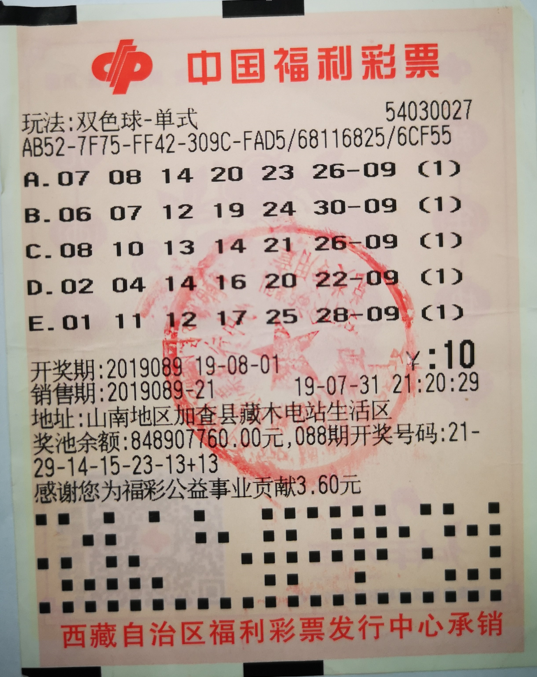 中国福利彩票
玩法:双色球-单式 54030027
AB52-7F75-FF42-309C-FAD5/68116825/6CF55
A.07 08 14 20 23 26-09 (1)
B.06 07 12 19 24 30-09 (1)
C.08 10 13 14 21 26-09 (1)
D.02 04 14 16 20 22-09 (1)
E.01 11 12 17 25 28-09 (1)
开奖期:2019089 19-08-01 ¥:10
销售期:2019089-21 19-07-31 21:20:29
地址:山南地区加查县藏木电站生活区
奖池余额:848907760.00元,088期开奖号码:21-
29-14-15-23-13+13
感谢您为福彩公益事业贡献3.60元
西藏自治区福利彩票发行中心承销